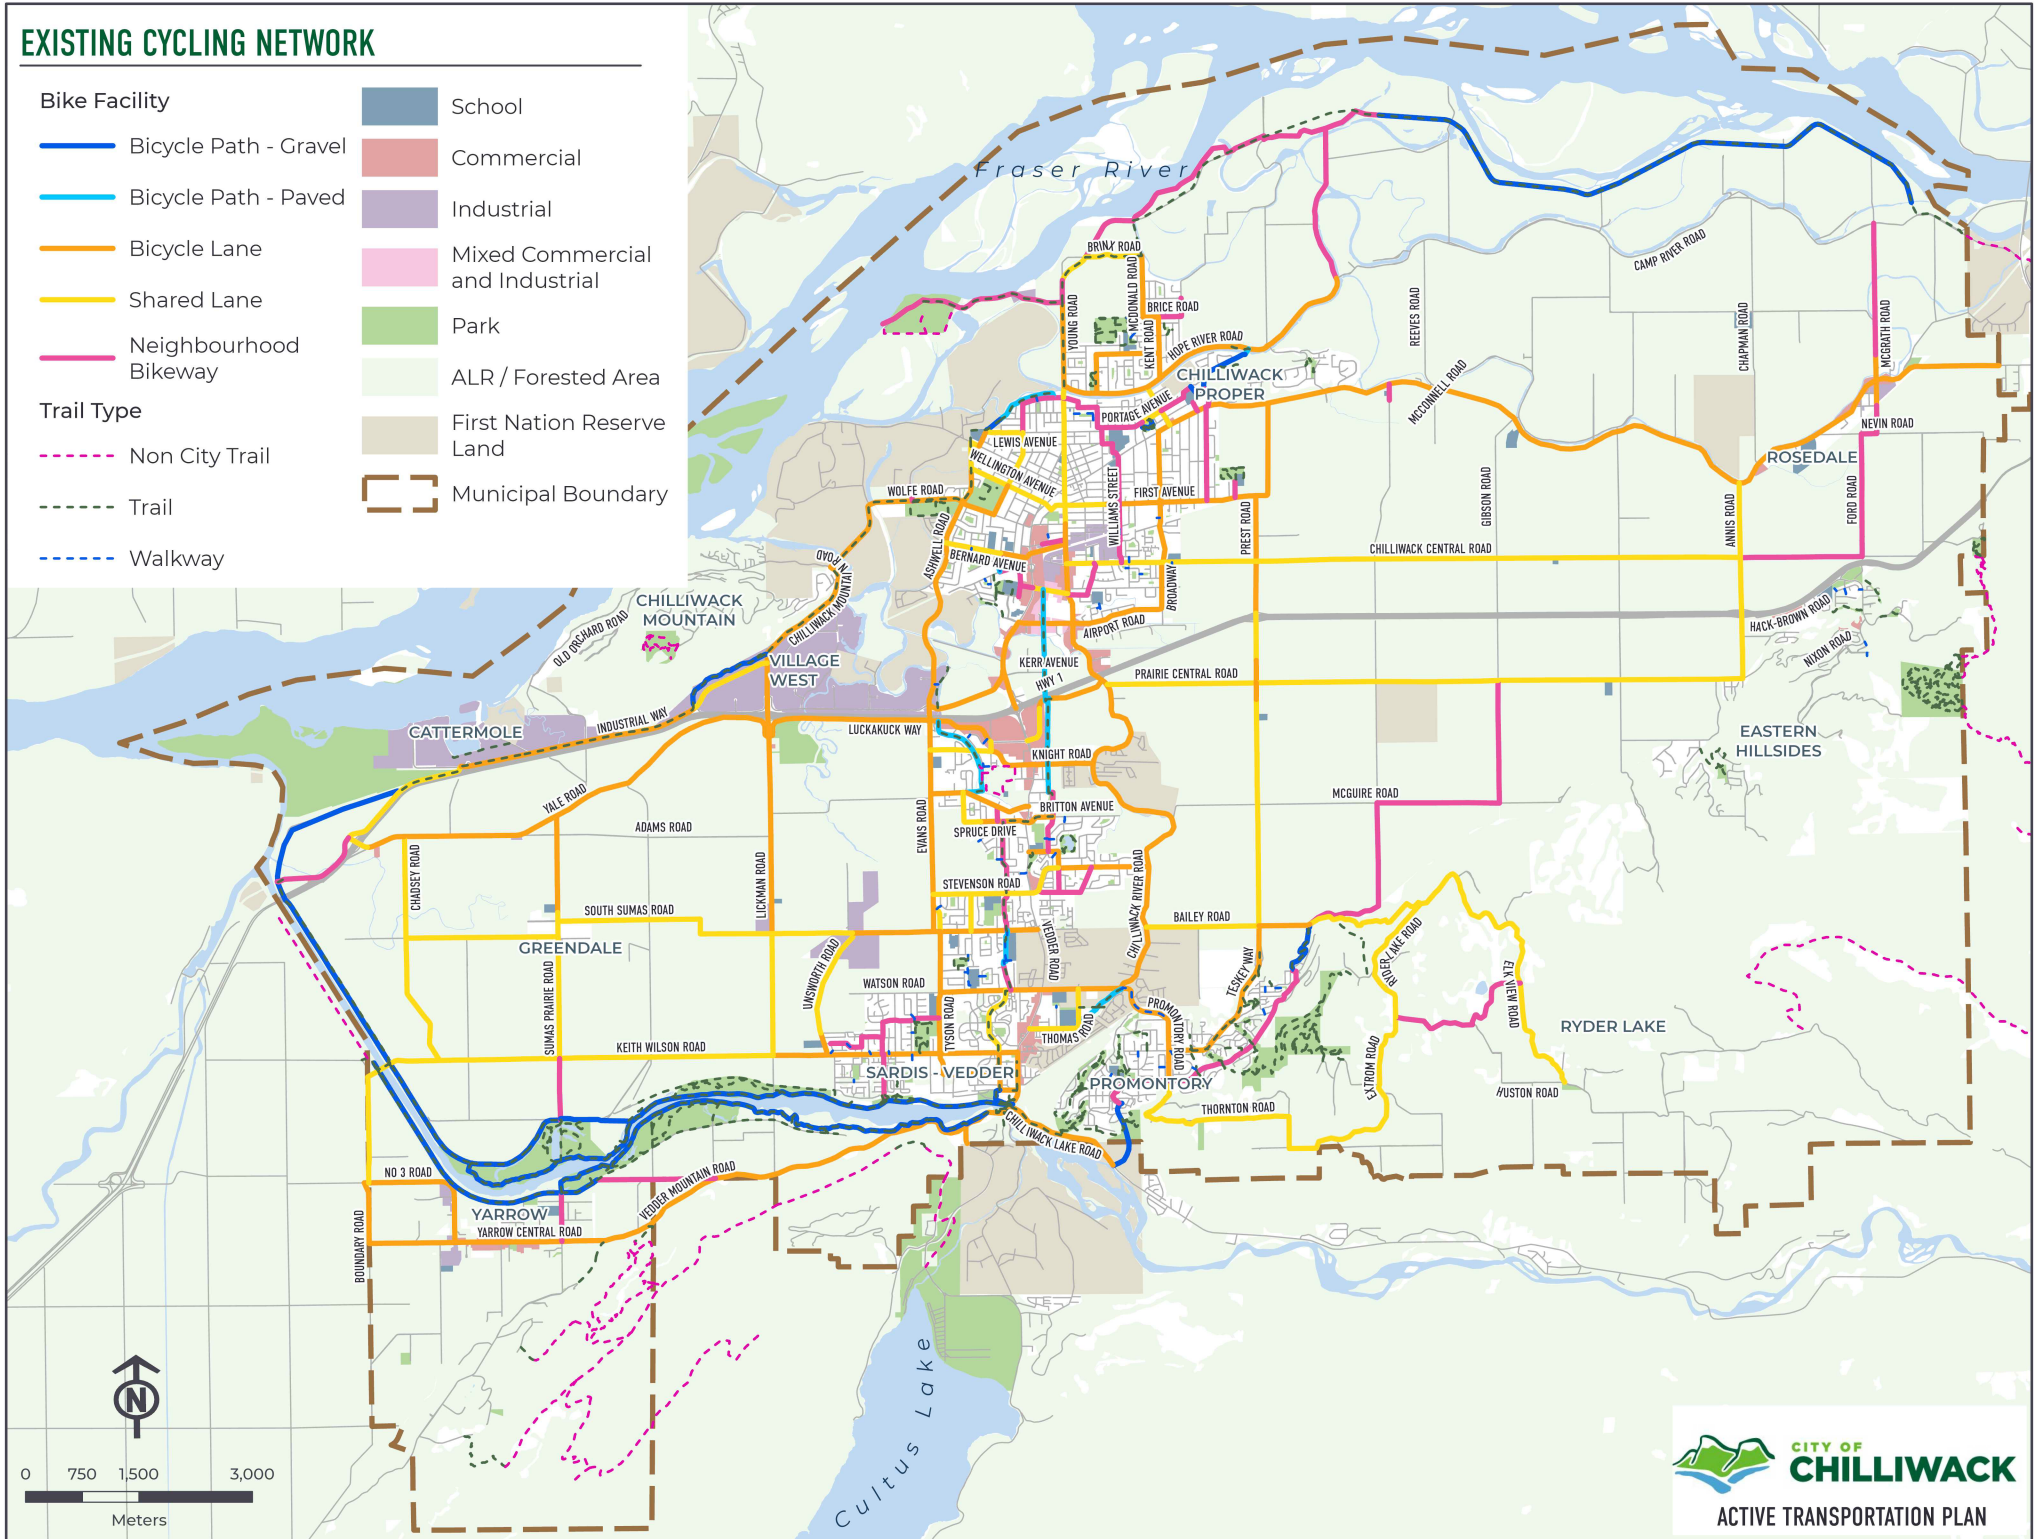 EXISTING CYCLING NETWORK
Bike Facility
Bicycle Path - Gravel
Bicycle Path - Paved
Bicycle Lane
Shared Lane
Neighbourhood
Bikeway
Trail Type
Non City Trail
Trail
Walkway
School
Commercial
Industrial
Mixed Commercial
and Industrial
Park
ALR / Forested Area
First Nation Reserve
Land
Municipal Boundary
Fraser River
BRINX ROAD
CAMP RIVER ROAD
MCDONALD ROAD
YOUNG ROAD
BRICE ROAD
KENT ROAD
HOPE RIVER ROAD
REEVES ROAD
CHAPMAN ROAD
MCGRATH ROAD
CHILLIWACK
PROPER
MCCONNELL ROAD
PORTAGE AVENUE
NEVIN ROAD
LEWIS AVENUE
ROSEDALE
WELLINGTON AVENUE
WOLFE ROAD
WILLIAMS STREET
FIRST AVENUE
PREST ROAD
GIBSON ROAD
ANNIS ROAD
FORD ROAD
ASHWELL ROAD
BERNARD AVENUE
CHILLIWACK CENTRAL ROAD
BROADWAY
CHILLIWACK MOUNTAIN ROAD
CHILLIWACK
MOUNTAIN
OLD ORCHARD ROAD
AIRPORT ROAD
HACK-BROWN ROAD
NIXON ROAD
VILLAGE
WEST
KERR AVENUE
HWY 1
PRAIRIE CENTRAL ROAD
CATTERMOLE
INDUSTRIAL WAY
LUCKAKUCK WAY
EASTERN
HILLSIDES
KNIGHT ROAD
YALE ROAD
MCGUIRE ROAD
BRITTON AVENUE
ADAMS ROAD
EVANS ROAD
SPRUCE DRIVE
CHADSEY ROAD
LICKMAN ROAD
STEVENSON ROAD
CHILLIWACK RIVER ROAD
SOUTH SUMAS ROAD
BAILEY ROAD
GREENDALE
VEDDER ROAD
RYDER LAKE ROAD
UNSWORTH ROAD
TESKEY WAY
ELK VIEW ROAD
WATSON ROAD
SUMAS PRAIRIE ROAD
TYSON ROAD
PROMONTORY ROAD
THOMAS ROAD
RYDER LAKE
KEITH WILSON ROAD
SARDIS - VEDDER
PROMONTORY
EXTROM ROAD
HUSTON ROAD
THORNTON ROAD
CHILLIWACK LAKE ROAD
NO 3 ROAD
VEDDER MOUNTAIN ROAD
YARROW
YARROW CENTRAL ROAD
BOUNDARY ROAD
Cultus Lake
N
0 750 1,500 3,000
Meters
CITY OF
CHILLIWACK
ACTIVE TRANSPORTATION PLAN